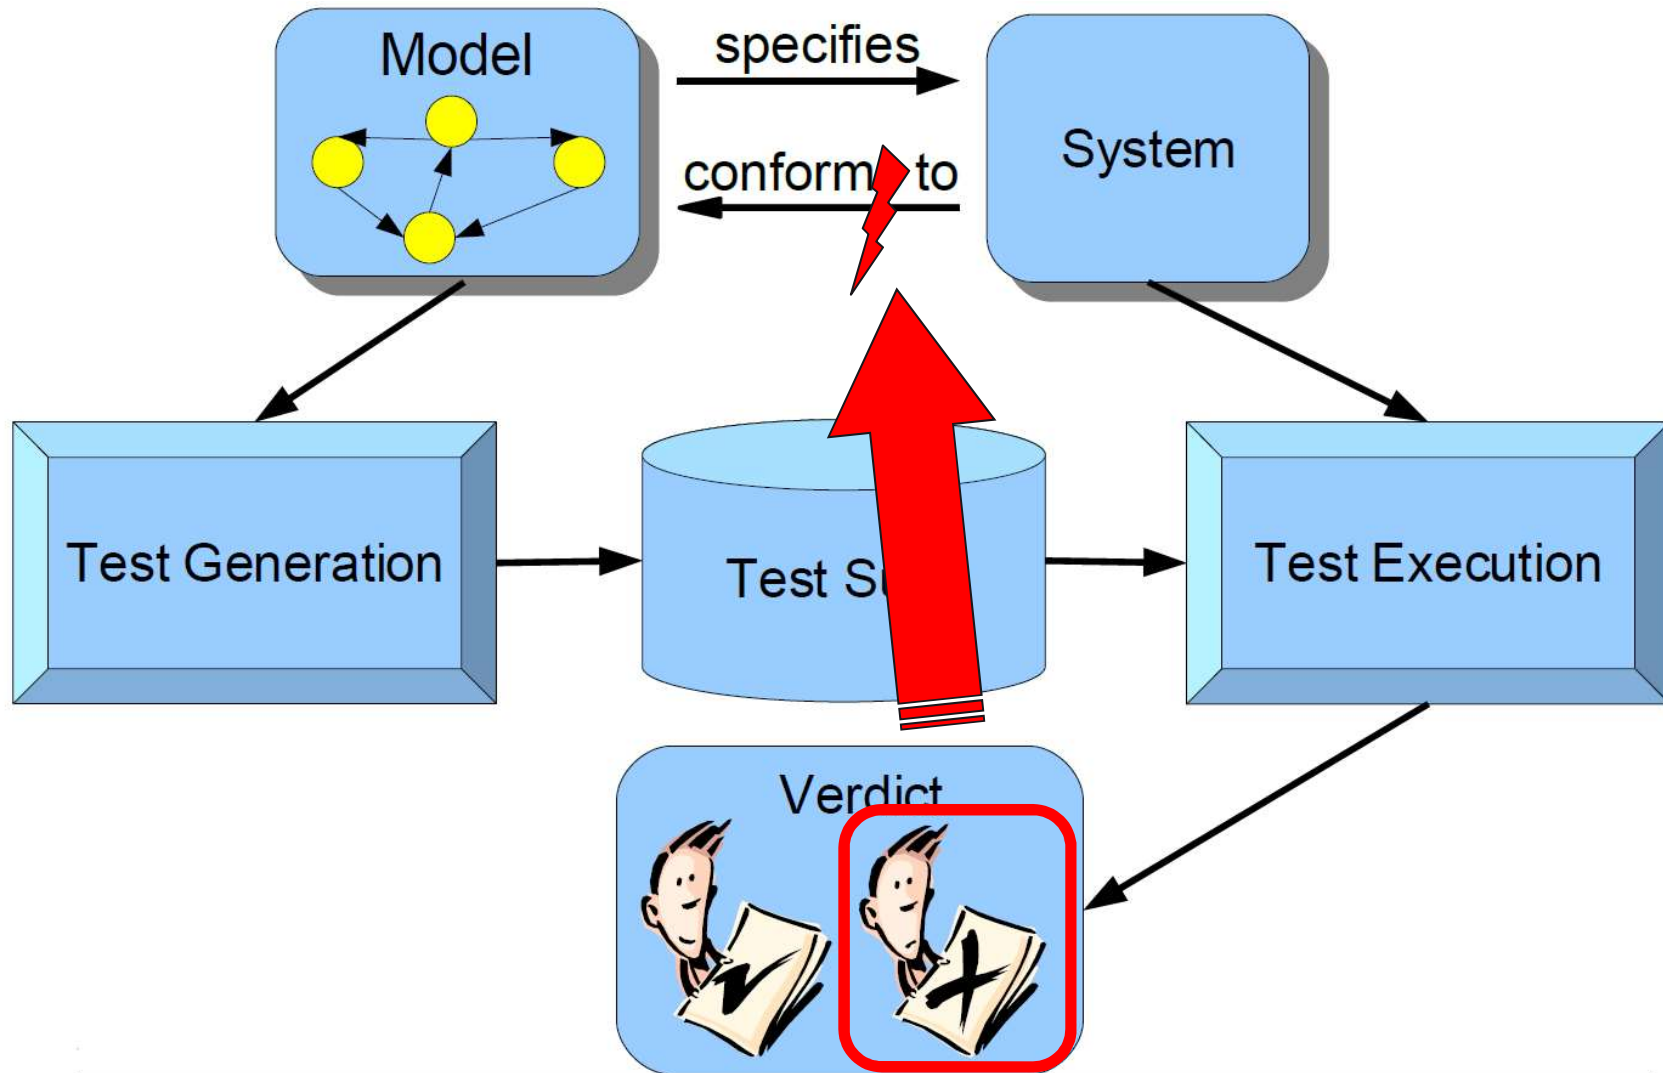 Model
specifies
System
conform to
Test Generation
Test
Test Execution
Verdict